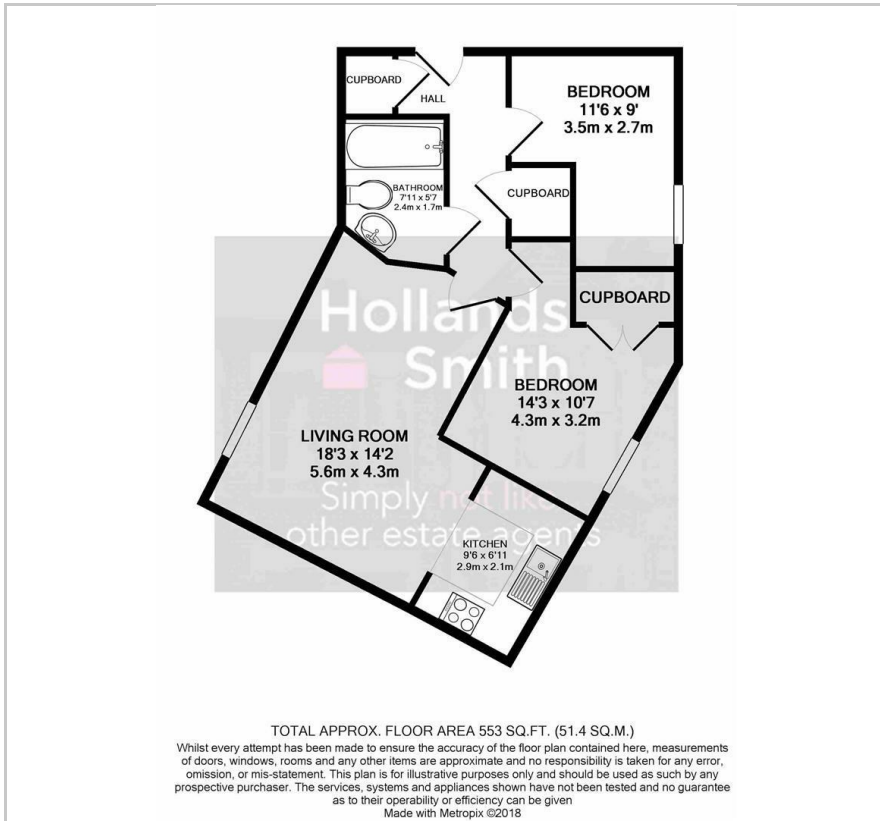 CUPBOARD
HALL
BEDROOM
11'6 x 9'
3.5m x 2.7m
BATHROOM
7'11 x 5'7
2.4m x 1.7m
CUPBOARD
CUPBOARD
Hollands
Smith
BEDROOM
14'3 x 10'7
4.3m x 3.2m
LIVING ROOM
18'3 x 14'2
5.6m x 4.3m
Simply not like
other estate agents
KITCHEN
9'6 x 6'11
2.9m x 2.1m
TOTAL APPROX. FLOOR AREA 553 SQ.FT. (51.4 SQ.M.)
Whilst every attempt has been made to ensure the accuracy of the floor plan contained here, measurements
of doors, windows, rooms and any other items are approximate and no responsibility is taken for any error,
omission, or mis-statement. This plan is for illustrative purposes only and should be used as such by any
prospective purchaser. The services, systems and appliances shown have not been tested and no guarantee
as to their operability or efficiency can be given
Made with Metropix ©2018